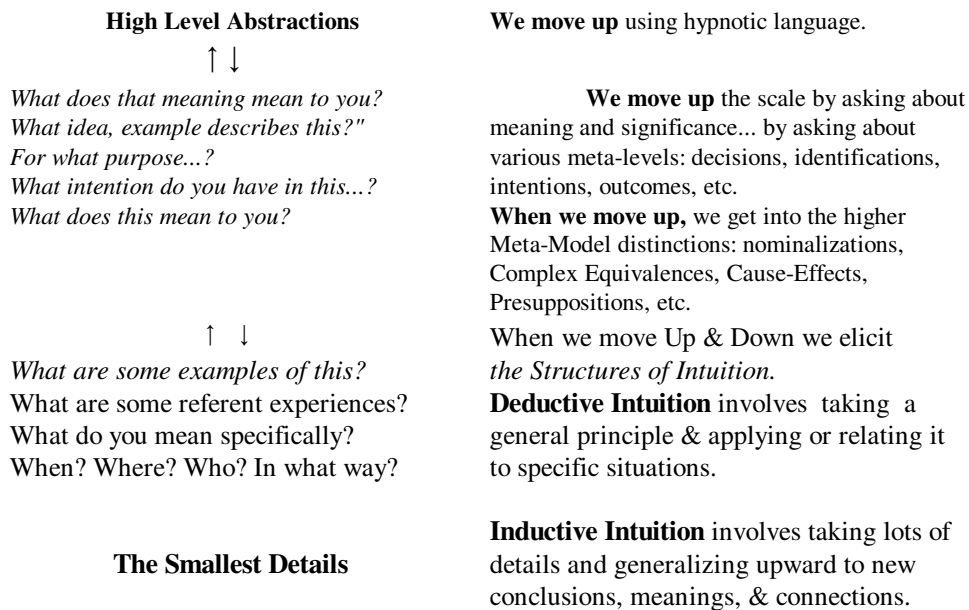 High Level Abstractions
↑ ↓
What does that meaning mean to you?
What idea, example describes this?"
For what purpose...?
What intention do you have in this...?
What does this mean to you?
↑ ↓
What are some examples of this?
What are some referent experiences?
What do you mean specifically?
When? Where? Who? In what way?
The Smallest Details
We move up using hypnotic language.
We move up the scale by asking about
meaning and significance... by asking about
various meta-levels: decisions, identifications,
intentions, outcomes, etc.
When we move up, we get into the higher
Meta-Model distinctions: nominalizations,
Complex Equivalences, Cause-Effects,
Presuppositions, etc.
When we move Up & Down we elicit
the Structures of Intuition.
Deductive Intuition involves taking a
general principle & applying or relating it
to specific situations.
Inductive Intuition involves taking lots of
details and generalizing upward to new
conclusions, meanings, & connections.